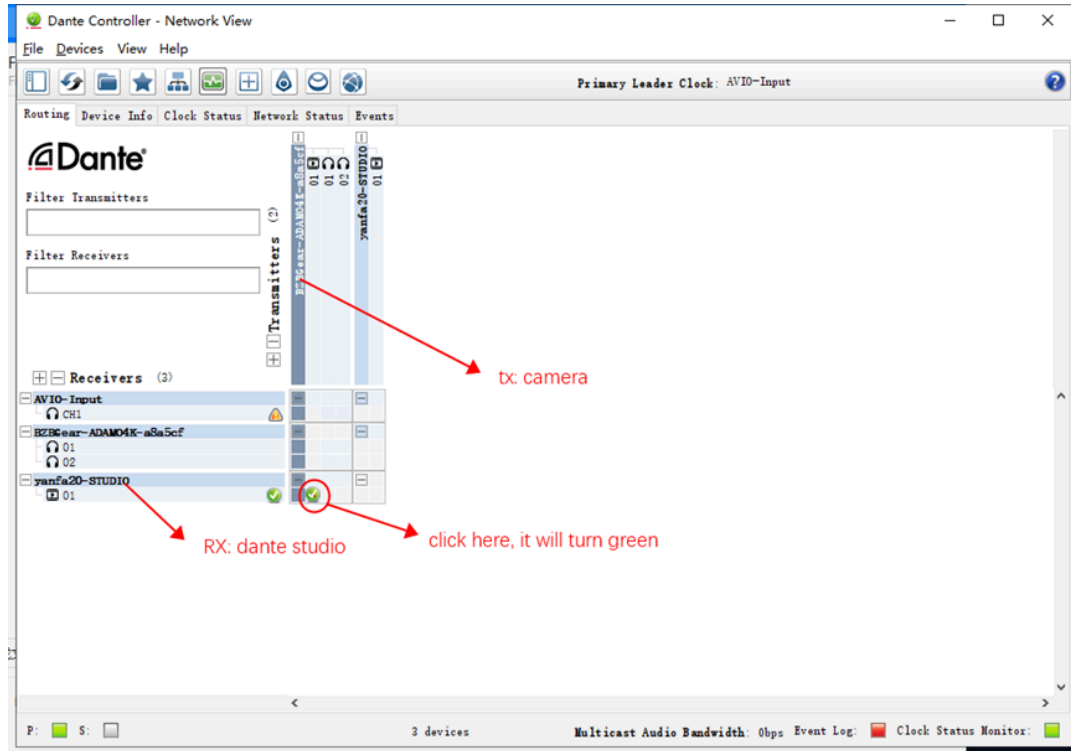 Dante Controller - Network View
File Devices View Help
Primary Leader Clock: AVIO-Input
Routing Device Info Clock Status Network Status Events
Dante
Filter Transmitters
Filter Receivers
Transmitters (2)
BZBGear-ADAMO4K-a8a5cf
01
01
02
yanfa20-STUDIO
01
tx: camera
Receivers (3)
AVIO-Input
CH1
BZBGear-ADAMO4K-a8a5cf
01
02
yanfa20-STUDIO
01
RX: dante studio
click here, it will turn green
P: S: 3 devices Multicast Audio Bandwidth: 0bps Event Log: Clock Status Monitor: